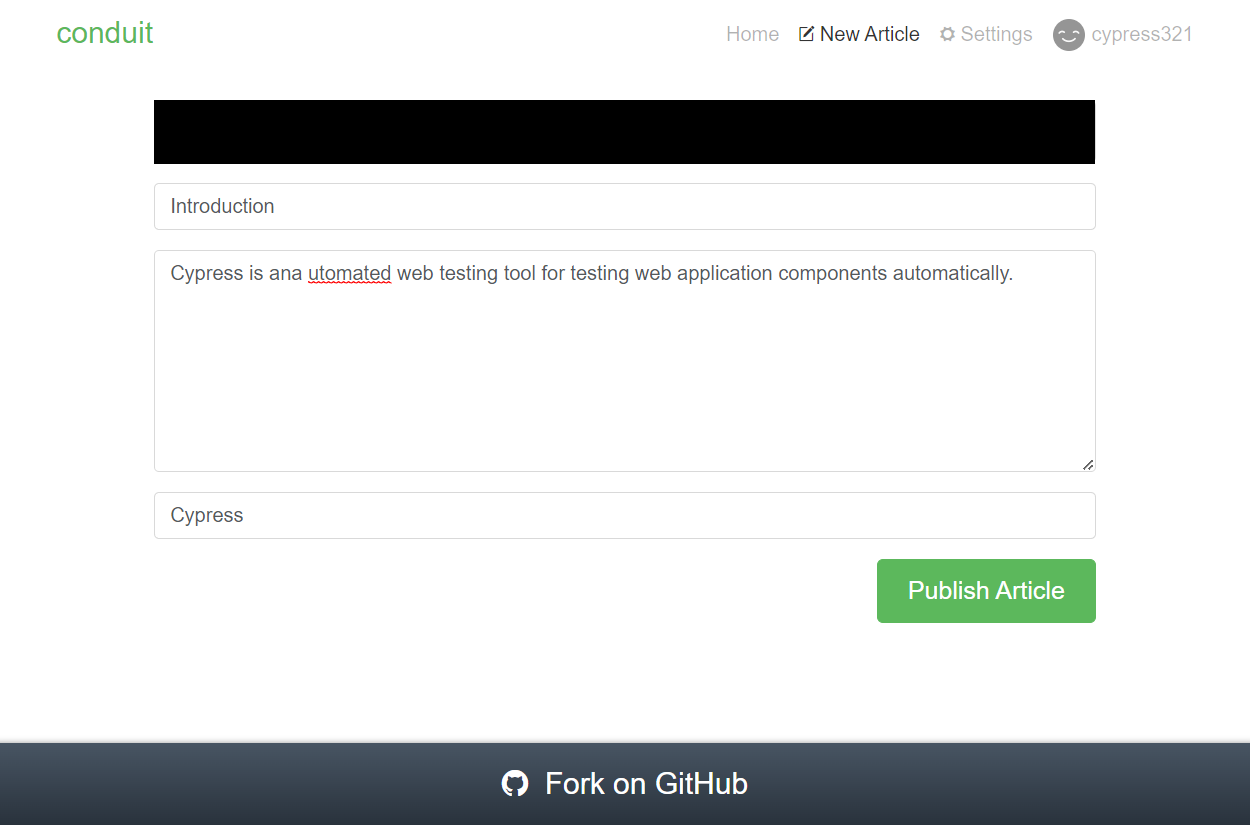 conduit
Home New Article Settings cypress321
Introduction
Cypress is ana utomated web testing tool for testing web application components automatically.
Cypress
Publish Article
Fork on GitHub